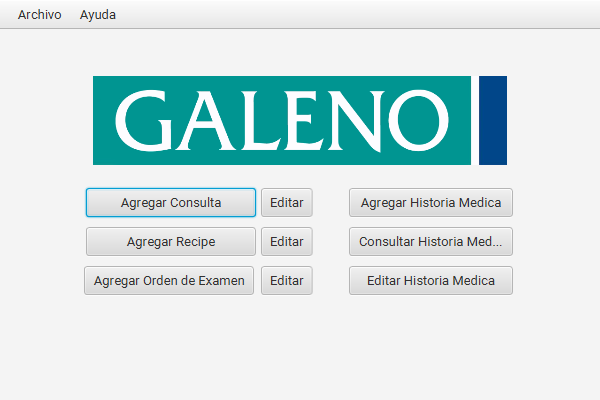 Archivo Ayuda
GALENO
Agregar Consulta Editar Agregar Historia Medica
Agregar Recipe Editar Consultar Historia Med...
Agregar Orden de Examen Editar Editar Historia Medica